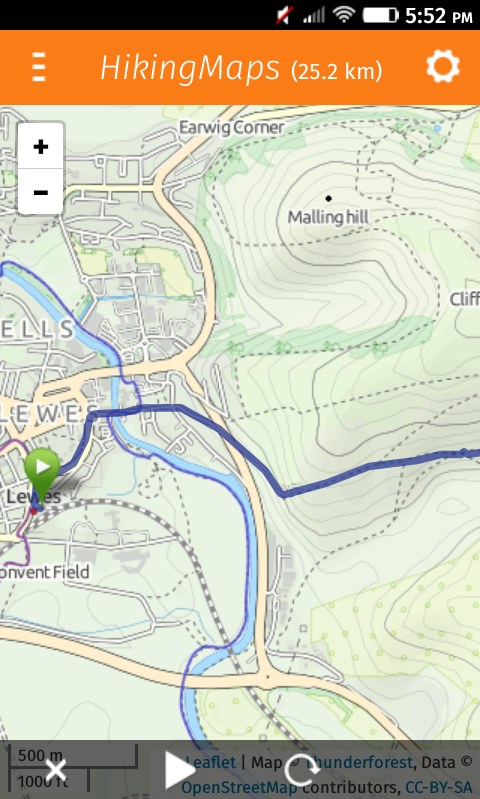 5:52 PM
HikingMaps (25.2 km)
Earwig Corner
+
−
Malling hill
Cliff
ELLS
LEWES
Lewes
onvent Field
500 m
1000 ft
Leaflet | Map © Thunderforest, Data ©
OpenStreetMap contributors, CC-BY-SA